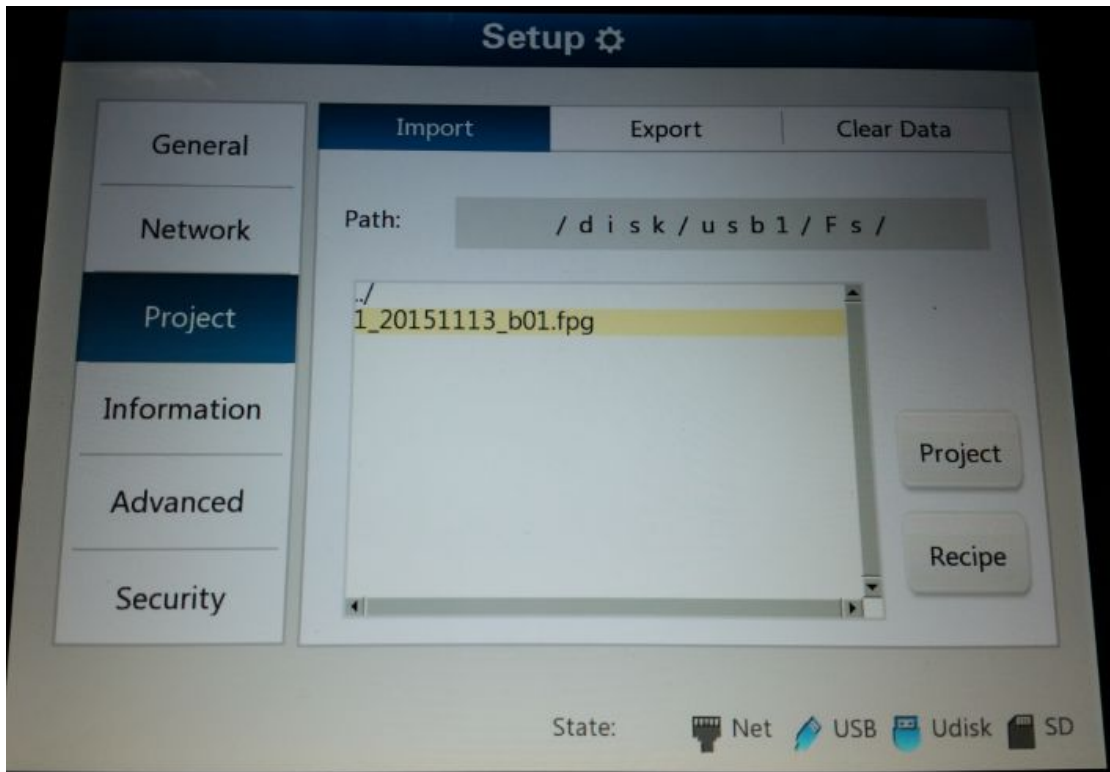 Setup
General
Network
Project
Information
Advanced
Security
Import Export Clear Data
Path: /disk/usb1/Fs/
../
1_20151113_b01.fpg
Project
Recipe
State: Net USB Udisk SD